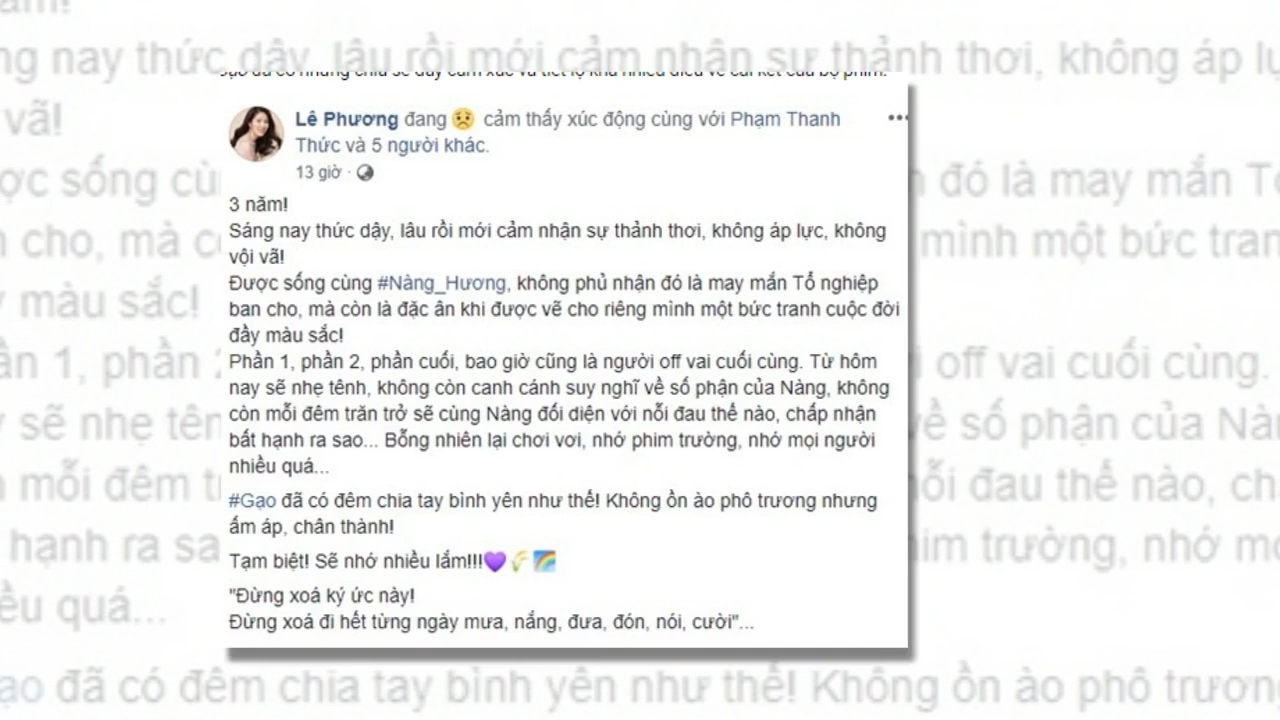 Lê Phương đang 😟 cảm thấy xúc động cùng với Phạm Thanh
Thức và 5 người khác.
13 giờ ·
3 năm!
Sáng nay thức dậy, lâu rồi mới cảm nhận sự thảnh thơi, không áp lực, không
vội vã!
Được sống cùng #Nàng_Hương, không phủ nhận đó là may mắn Tổ nghiệp
ban cho, mà còn là đặc ân khi được vẽ cho riêng mình một bức tranh cuộc đời
đầy màu sắc!
Phần 1, phần 2, phần cuối, bao giờ cũng là người off vai cuối cùng. Từ hôm
nay sẽ nhẹ tênh, không còn canh cánh suy nghĩ về số phận của Nàng, không
còn mỗi đêm trăn trở sẽ cùng Nàng đối diện với nỗi đau thế nào, chấp nhận
bất hạnh ra sao... Bỗng nhiên lại chơi vơi, nhớ phim trường, nhớ mọi người
nhiều quá...
#Gạo đã có đêm chia tay bình yên như thế! Không ồn ào phô trương nhưng
ấm áp, chân thành!
Tạm biệt! Sẽ nhớ nhiều lắm!!!💜🌾🌈
"Đừng xoá ký ức này!
Đừng xoá đi hết từng ngày mưa, nắng, đưa, đón, nói, cười"...